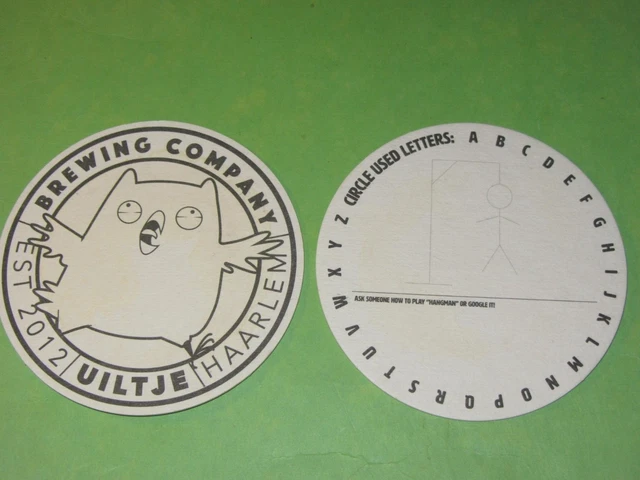 BREWING COMPANY
EST 2012
UILTJE
HAARLEM
CIRCLE USED LETTERS: A B C D E F G H I J K L M N O P Q R S T U V W X Y Z
ASK SOMEONE HOW TO PLAY "HANGMAN" OR GOOGLE IT!